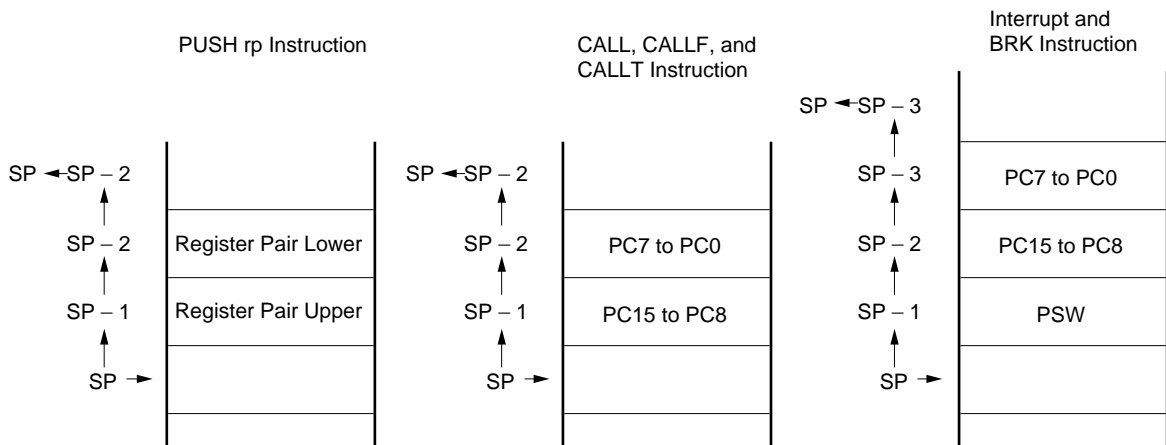 PUSH rp Instruction
SP SP – 2
SP – 2
Register Pair Lower
SP – 1
Register Pair Upper
SP
CALL, CALLF, and
CALLT Instruction
SP SP – 2
SP – 2
PC7 to PC0
SP – 1
PC15 to PC8
SP
Interrupt and
BRK Instruction
SP SP – 3
SP – 3
PC7 to PC0
SP – 2
PC15 to PC8
SP – 1
PSW
SP